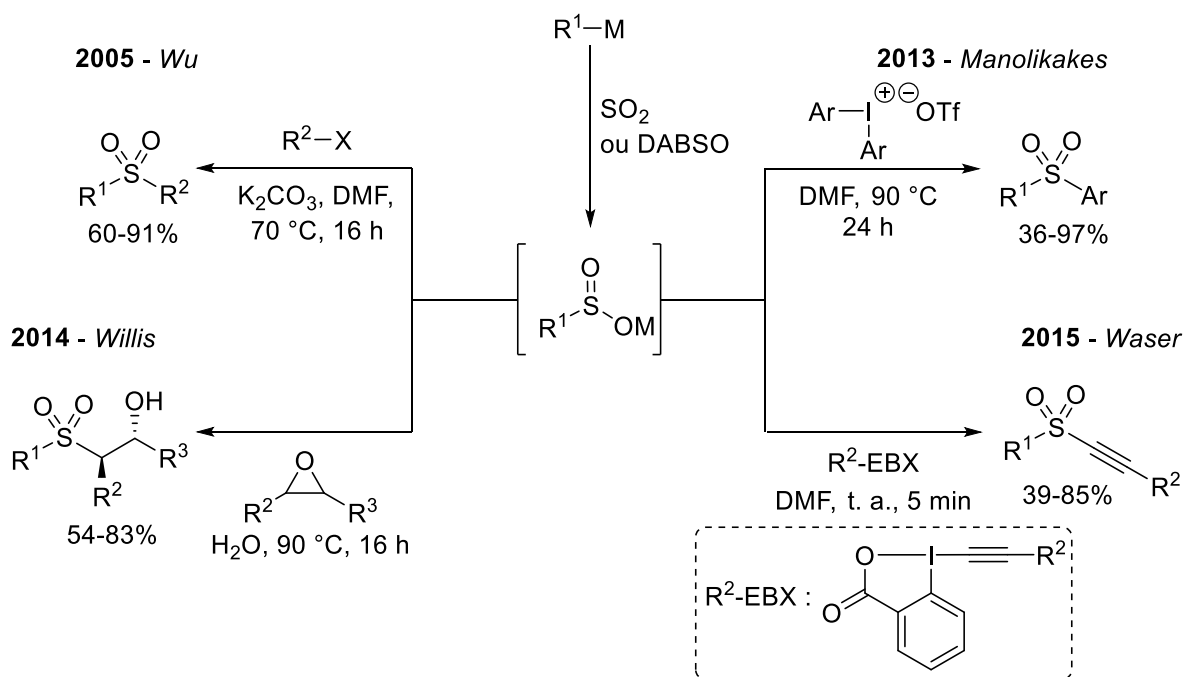 R¹–M
SO₂
ou DABSO
2005 - Wu
O O
S
R¹ R²
60-91%
R²–X
K₂CO₃, DMF,
70 °C, 16 h
2013 - Manolikakes
Ar–I ⊕⊖OTf
Ar
DMF, 90 °C
24 h
O O
S
R¹ Ar
36-97%
O
S
R¹ OM
2014 - Willis
O O OH
S
R¹ R³
R²
54-83%
O
R² R³
H₂O, 90 °C, 16 h
2015 - Waser
R²-EBX
DMF, t. a., 5 min
O O
S
R¹
R²
39-85%
R²-EBX :
O I R²
O